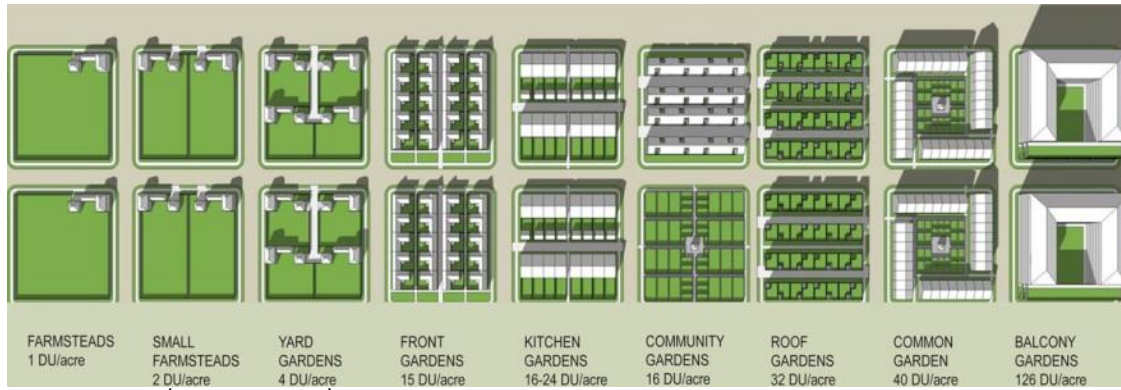 FARMSTEADS
1 DU/acre
SMALL
FARMSTEADS
2 DU/acre
YARD
GARDENS
4 DU/acre
FRONT
GARDENS
15 DU/acre
KITCHEN
GARDENS
16-24 DU/acre
COMMUNITY
GARDENS
16 DU/acre
ROOF
GARDENS
32 DU/acre
COMMON
GARDEN
40 DU/acre
BALCONY
GARDENS
126 DU/acre